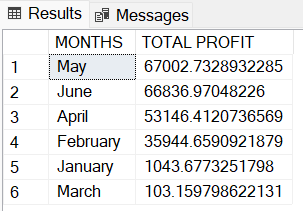 Results Messages
MONTHS TOTAL PROFIT
1 May 67002.7328932285
2 June 66836.97048226
3 April 53146.4120736569
4 February 35944.6590921879
5 January 1043.6773251798
6 March 103.159798622131